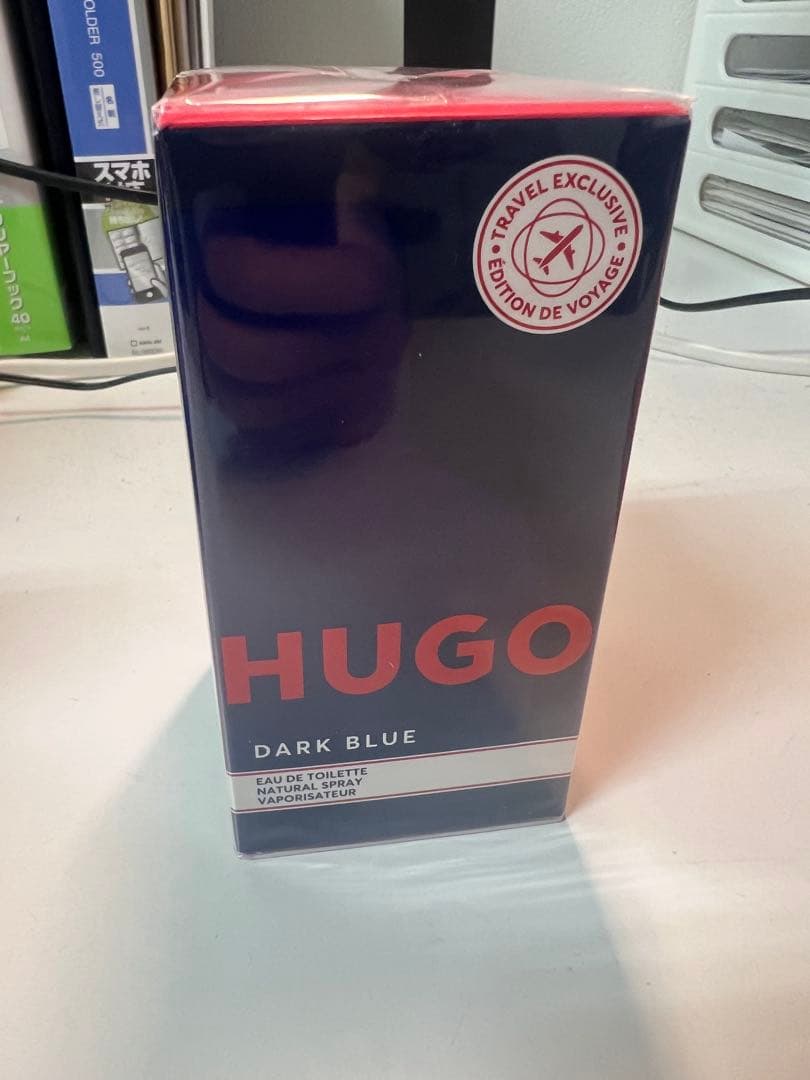 OLDER 500
スマホ
TRAVEL EXCLUSIVE
ÉDITION DE VOYAGE
HUGO
DARK BLUE
EAU DE TOILETTE
NATURAL SPRAY
VAPORISATEUR